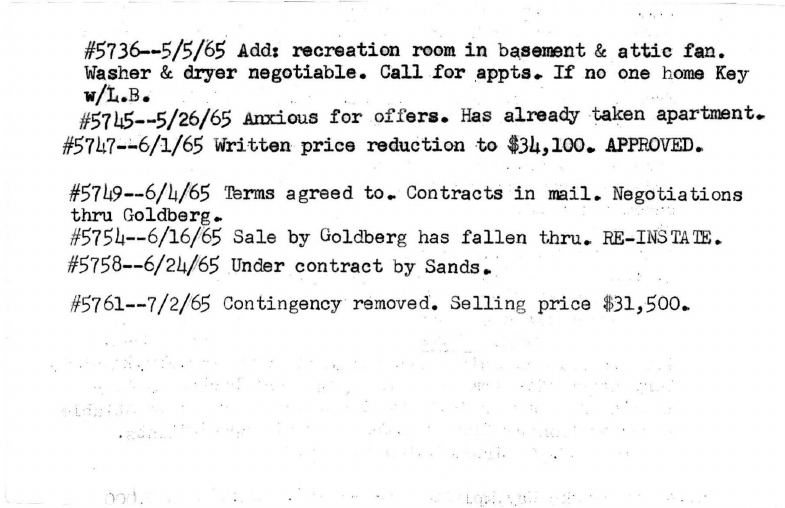 #5736--5/5/65 Add: recreation room in basement & attic fan.
Washer & dryer negotiable. Call for appts. If no one home Key
w/L.B.
#5745--5/26/65 Anxious for offers. Has already taken apartment.
#5747--6/1/65 Written price reduction to $34,100. APPROVED.
#5749--6/4/65 Terms agreed to. Contracts in mail. Negotiations
thru Goldberg.
#5754--6/16/65 Sale by Goldberg has fallen thru. RE-INSTATE.
#5758--6/24/65 Under contract by Sands.
#5761--7/2/65 Contingency removed. Selling price $31,500.